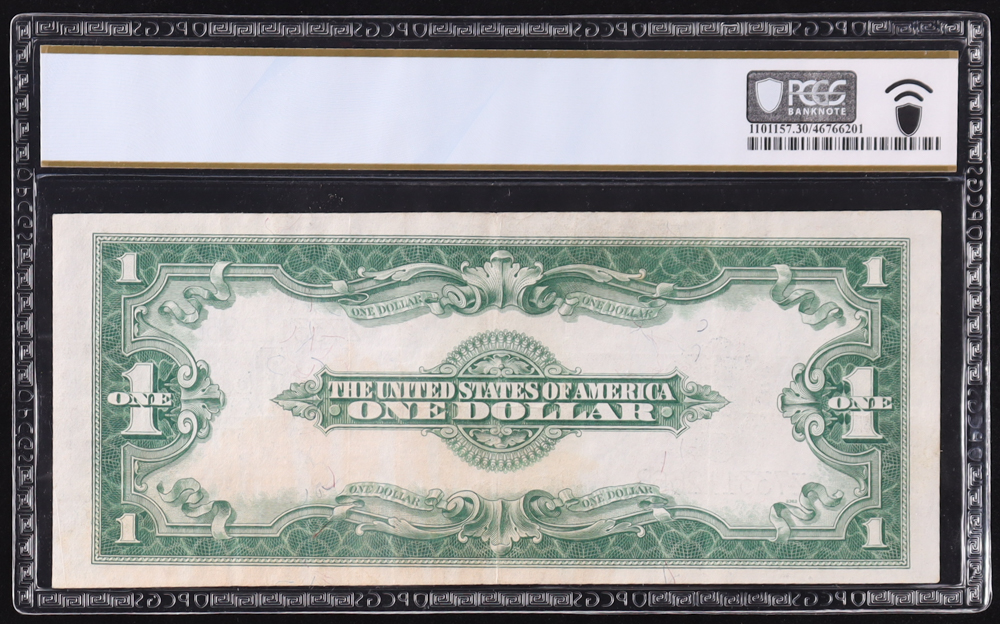 PCGS
BANKNOTE
1101157.30/46766201
1 1
ONE DOLLAR ONE DOLLAR
THE UNITED STATES OF AMERICA
1 ONE 1 ONE
ONE DOLLAR
ONE DOLLAR ONE DOLLAR
1 1